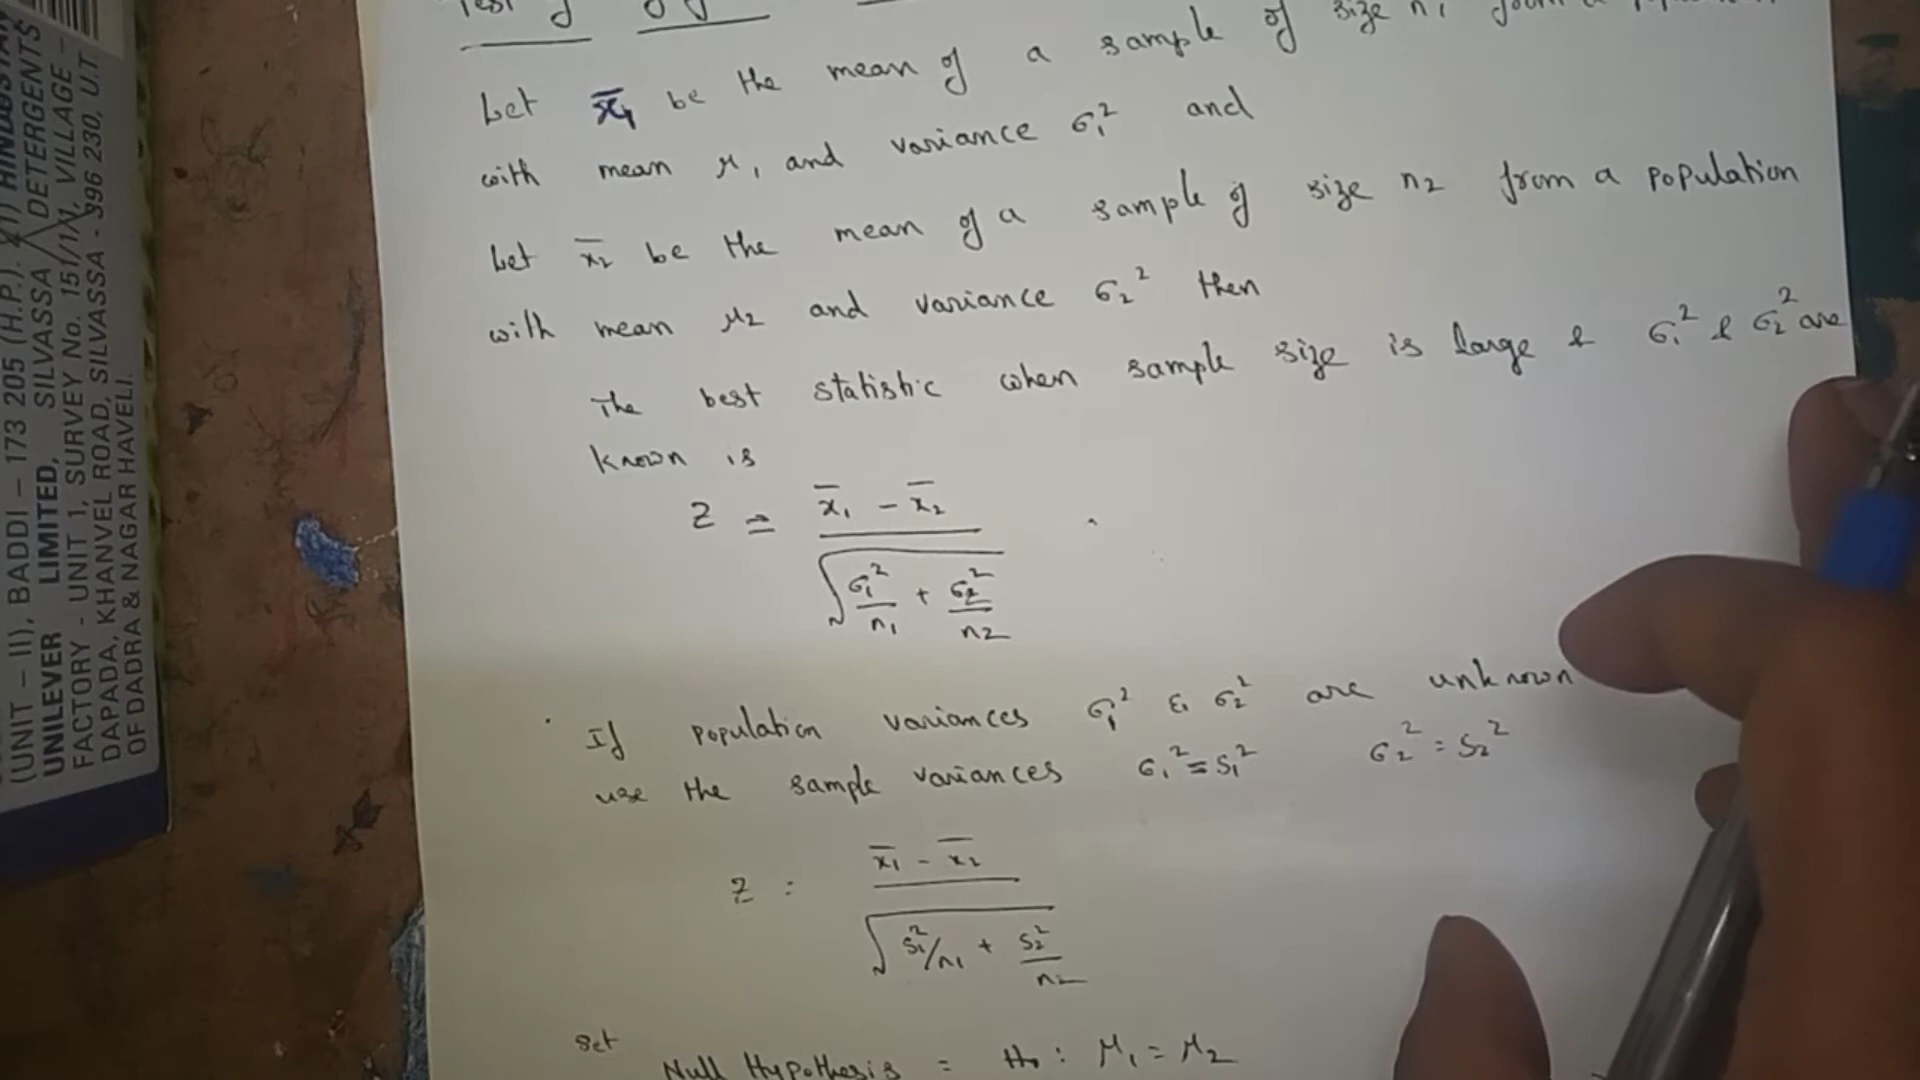 (UNIT – II), BADDI – 173 205 (H.P.).
UNILEVER LIMITED, SILVASSA
FACTORY - UNIT 1, SURVEY No. 151/1/1, VILLAGE -
DAPADA, KHANVEL ROAD, SILVASSA - 396 230, U.T
OF DADRA & NAGAR HAVELI.
DETERGENTS
Test of
Let x̄₁ be the mean of a sample of size n₁ from a
with mean μ₁ and variance σ₁² and
Let x̄₂ be the mean of a sample of size n₂ from a population
with mean μ₂ and variance σ₂² then
The best statistic when sample size is large & σ₁² & σ₂² are
known is
Z = (x̄₁ - x̄₂) / √(σ₁²/n₁ + σ₂²/n₂)
If population variances σ₁² & σ₂² are unknown
use the sample variances σ₁² = S₁² σ₂² = S₂²
Z : (x̄₁ - x̄₂) / √(S₁²/n₁ + S₂²/n₂)
Set
Null Hypothesis = H₀ : μ₁ = μ₂